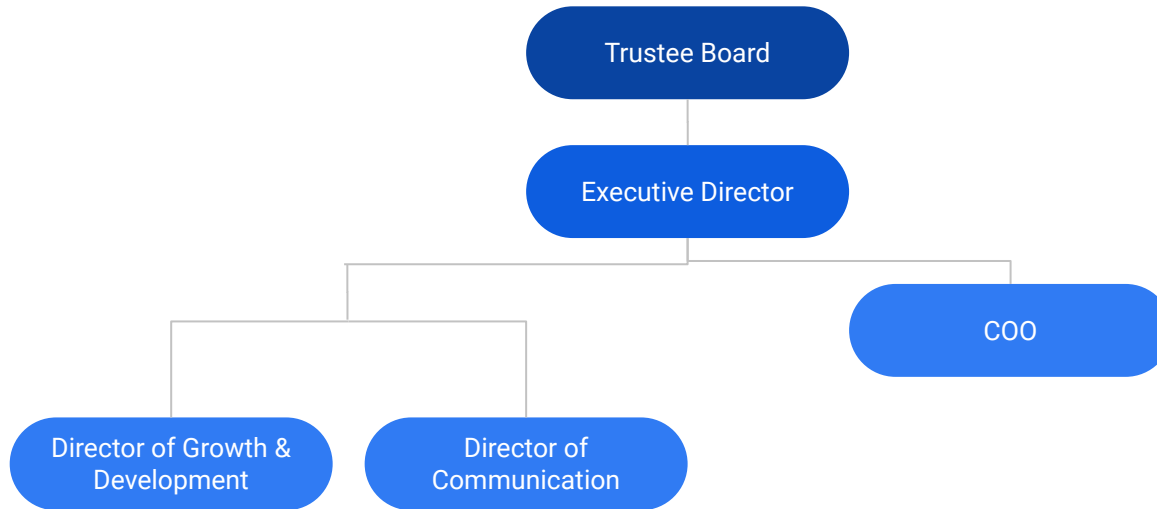 Trustee Board
Executive Director
COO
Director of Growth &
Development
Director of
Communication